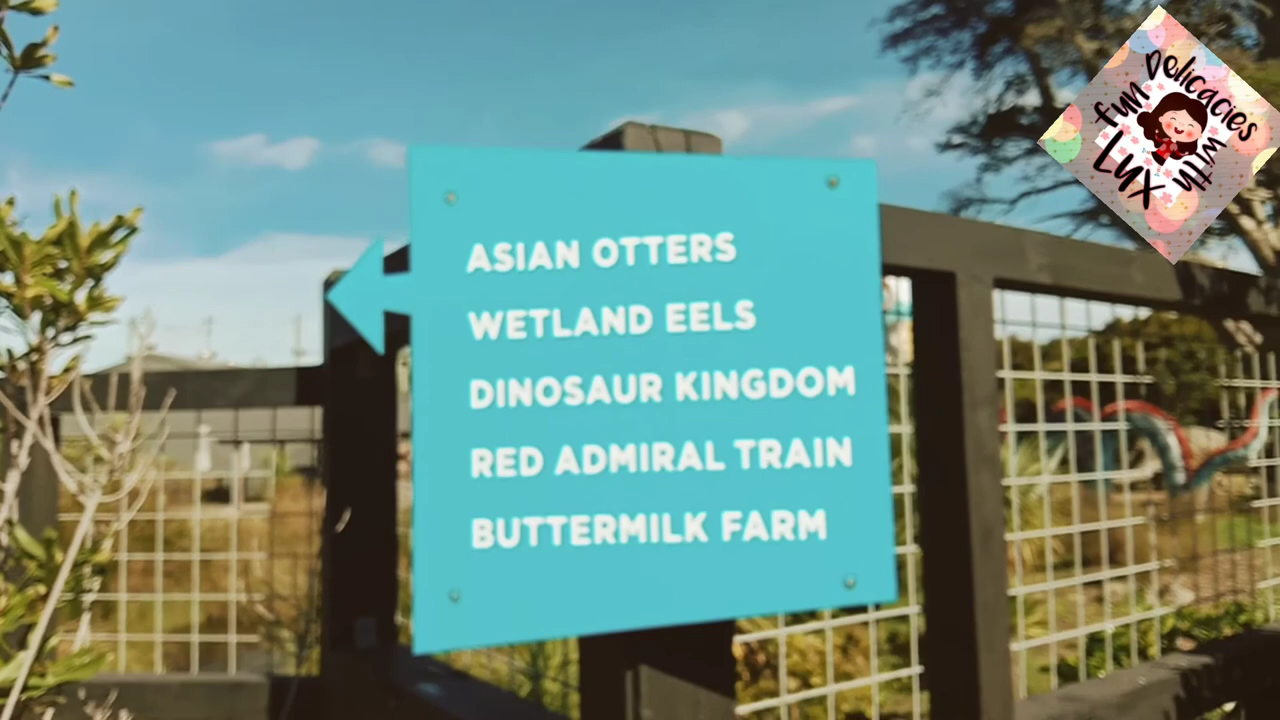 ASIAN OTTERS
WETLAND EELS
DINOSAUR KINGDOM
RED ADMIRAL TRAIN
BUTTERMILK FARM
fun Delicacies with Lux